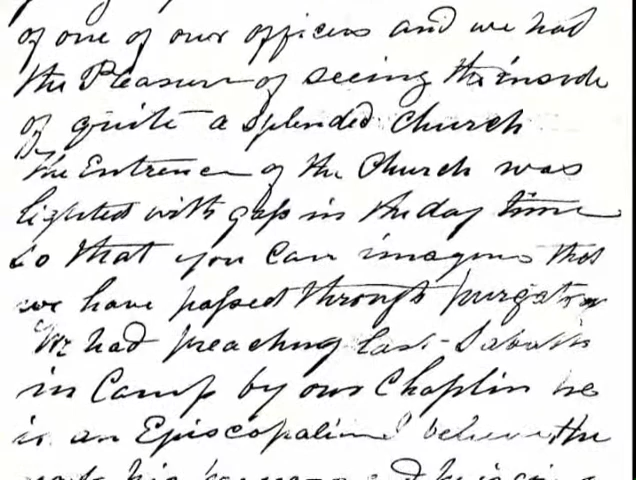 of one of our officers and we had
the Pleasure of seeing the inside
of quite a splended Church
The Entrence of the Church was
lighted with gass in the day time
so that you can imagine that
we have passed through purgatory
We had preaching last Sabath
in Camp by our Chaplin he
is an Episcopalian I believe the